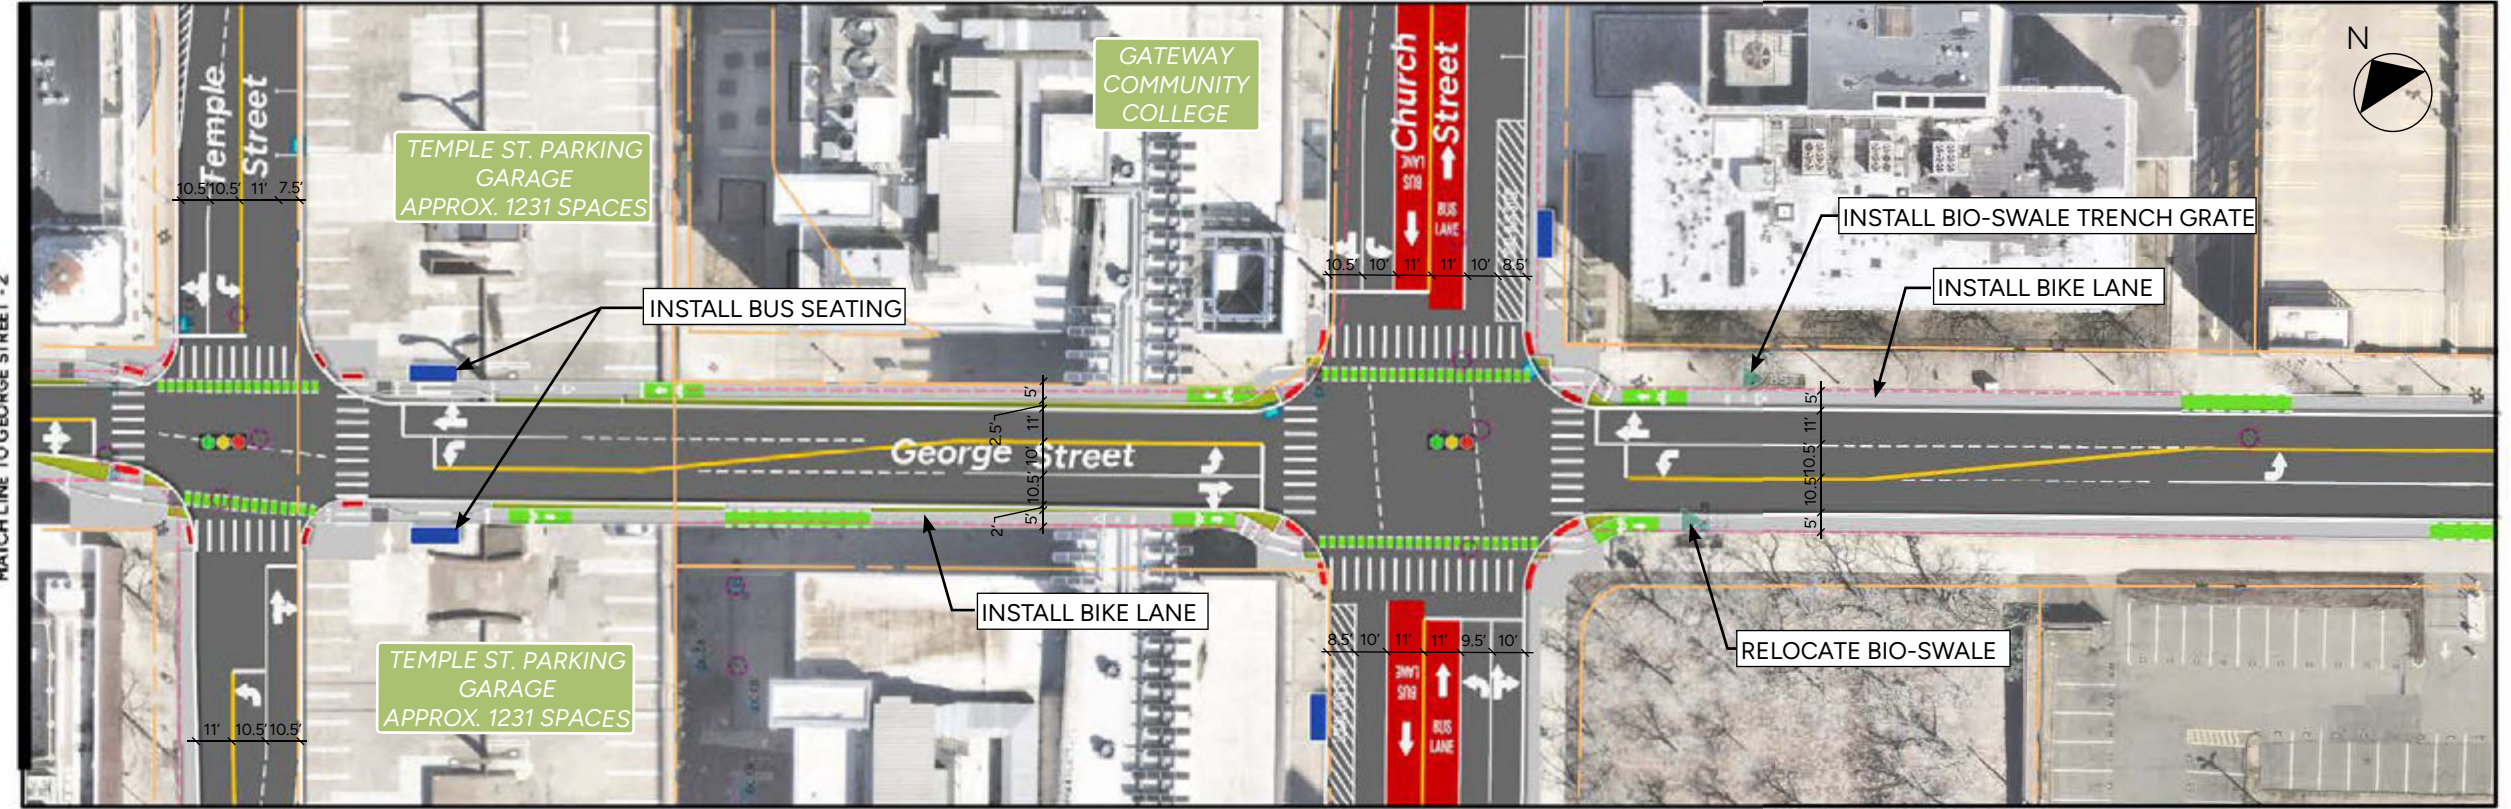 MATCH LINE TO GEORGE STREET - 2
Temple
Street
10.5' 10.5' 11' 7.5'
TEMPLE ST. PARKING
GARAGE
APPROX. 1231 SPACES
GATEWAY
COMMUNITY
COLLEGE
Church
Street
BUS
LANE
BUS
LANE
10.5' 10' 11' 11' 10' 8.5'
N
INSTALL BIO-SWALE TRENCH GRATE
INSTALL BIKE LANE
INSTALL BUS SEATING
George Street
5'
11'
2.5'
10'
10.5'
5'
2'
5'
11'
10.5'
10.5'
5'
INSTALL BIKE LANE
RELOCATE BIO-SWALE
TEMPLE ST. PARKING
GARAGE
APPROX. 1231 SPACES
11' 10.5' 10.5'
8.5' 10' 11' 11' 9.5' 10'
BUS
LANE
BUS
LANE